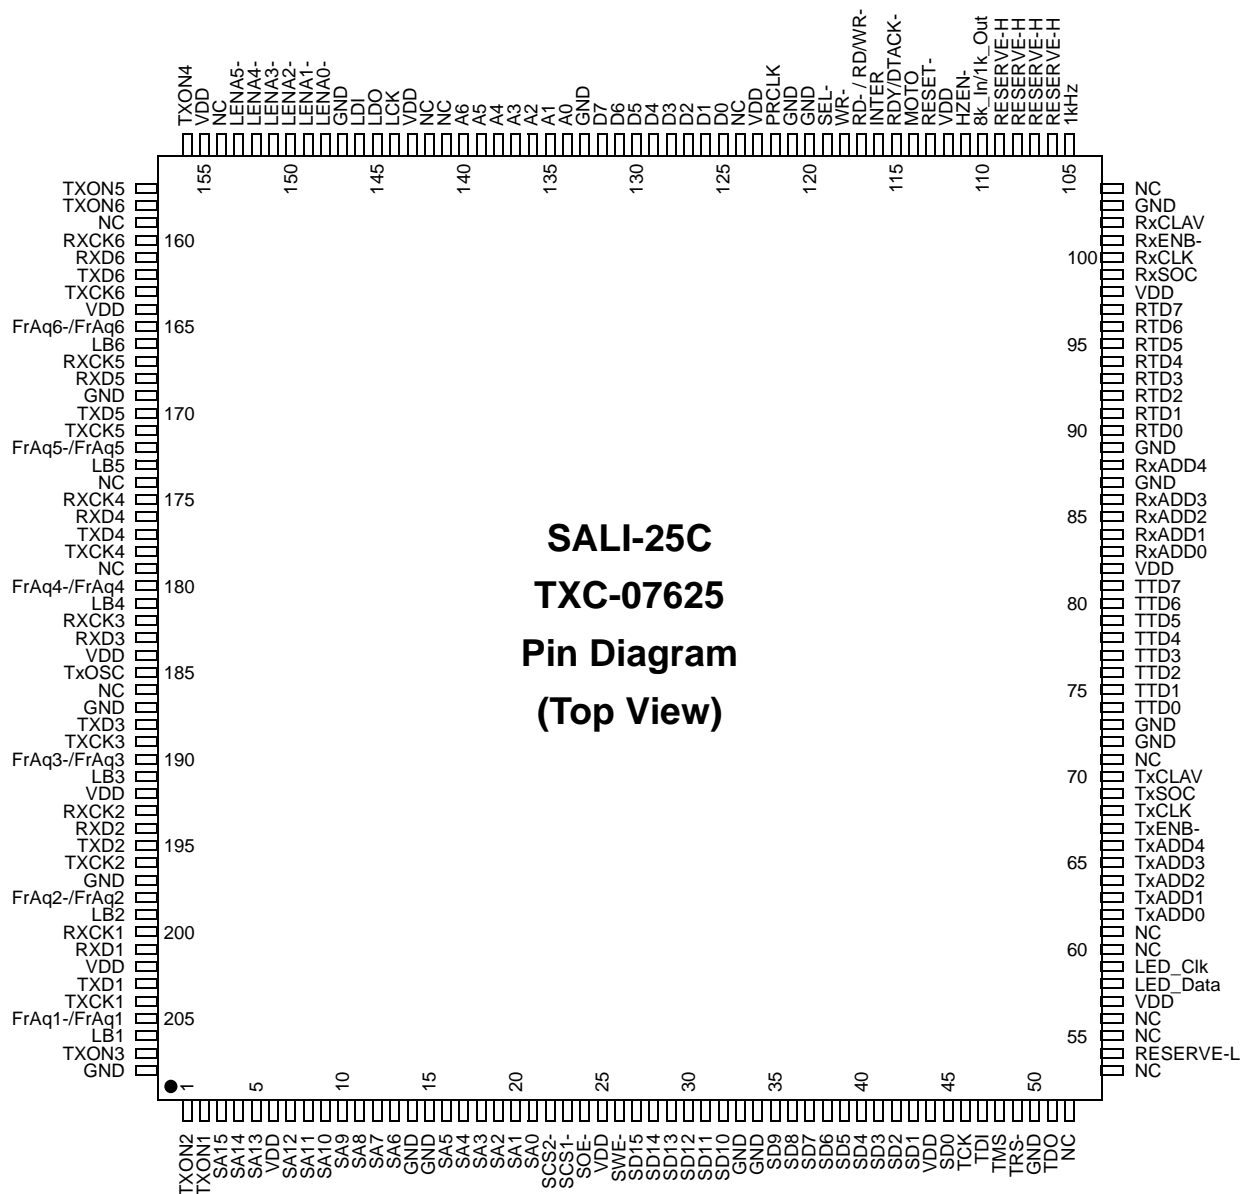 TXON4
VDD
NC
LENA5-
LENA4-
LENA3-
LENA2-
LENA1-
LENA0-
GND
LDI
LDO
LCK
VDD
NC
NC
A6
A5
A4
A3
A2
A1
A0
GND
D7
D6
D5
D4
D3
D2
D1
D0
NC
VDD
PRCLK
GND
GND
SEL-
WR-
RD- / RD/WR-
INTER
RDY/DTACK-
MOTO
RESET-
VDD
HZEN-
8k_In/1k_Out
RESERVE-H
RESERVE-H
RESERVE-H
RESERVE-H
1kHz
155
150
145
140
135
130
125
120
115
110
105
TXON5
TXON6
NC
RXCK6
RXD6
TXD6
TXCK6
VDD
FrAq6-/FrAq6
LB6
RXCK5
RXD5
GND
TXD5
TXCK5
FrAq5-/FrAq5
LB5
NC
RXCK4
RXD4
TXD4
TXCK4
NC
FrAq4-/FrAq4
LB4
RXCK3
RXD3
VDD
TxOSC
NC
GND
TXD3
TXCK3
FrAq3-/FrAq3
LB3
VDD
RXCK2
RXD2
TXD2
TXCK2
GND
FrAq2-/FrAq2
LB2
RXCK1
RXD1
VDD
TXD1
TXCK1
FrAq1-/FrAq1
LB1
TXON3
GND
160
165
170
175
180
185
190
195
200
205
SALI-25C
TXC-07625
Pin Diagram
(Top View)
100
95
90
85
80
75
70
65
60
55
NC
GND
RxCLAV
RxENB-
RxCLK
RxSOC
VDD
RTD7
RTD6
RTD5
RTD4
RTD3
RTD2
RTD1
RTD0
GND
RxADD4
GND
RxADD3
RxADD2
RxADD1
RxADD0
VDD
TTD7
TTD6
TTD5
TTD4
TTD3
TTD2
TTD1
TTD0
GND
GND
NC
TxCLAV
TxSOC
TxCLK
TxENB-
TxADD4
TxADD3
TxADD2
TxADD1
TxADD0
NC
NC
LED_Clk
LED_Data
VDD
NC
NC
RESERVE-L
NC
1
5
10
15
20
25
30
35
40
45
50
TXON2
TXON1
SA15
SA14
SA13
VDD
SA12
SA11
SA10
SA9
SA8
SA7
SA6
GND
GND
SA5
SA4
SA3
SA2
SA1
SA0
SCS2-
SCS1-
SOE-
VDD
SWE-
SD15
SD14
SD13
SD12
SD11
SD10
GND
GND
SD9
SD8
SD7
SD6
SD5
SD4
SD3
SD2
SD1
VDD
SD0
TCK
TDI
TMS
TRS-
GND
TDO
NC